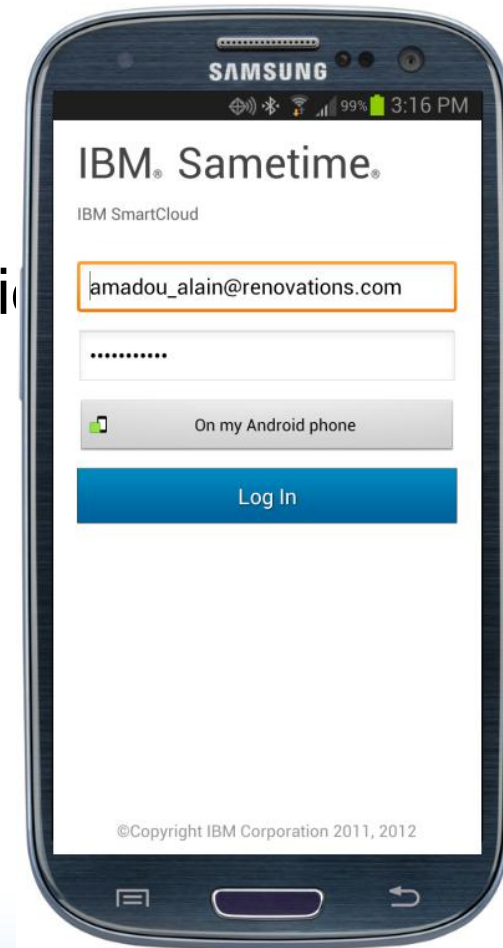 SAMSUNG
99% 3:16 PM
IBM® Sametime®
IBM SmartCloud
amadou_alain@renovations.com
•••••••••••
On my Android phone
Log In
©Copyright IBM Corporation 2011, 2012